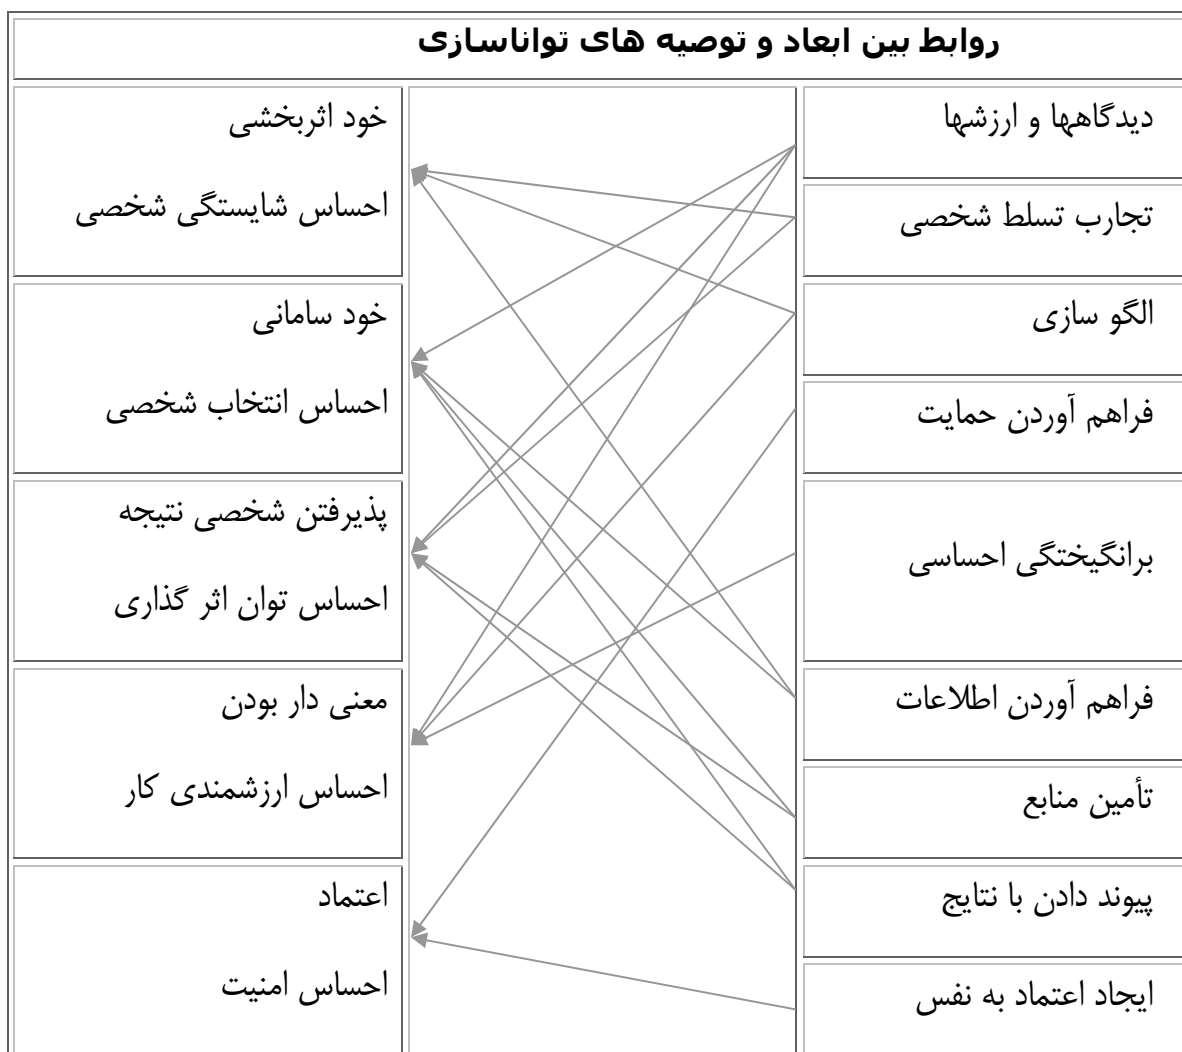 روابط بین ابعاد و توصیه های تواناسازی
دیدگاهها و ارزشها
تجارب تسلط شخصی
الگو سازی
فراهم آوردن حمایت
برانگیختگی احساسی
فراهم آوردن اطلاعات
تأمین منابع
پیوند دادن با نتایج
ایجاد اعتماد به نفس
خود اثربخشی
احساس شایستگی شخصی
خود سامانی
احساس انتخاب شخصی
پذیرفتن شخصی نتیجه
احساس توان اثر گذاری
معنی دار بودن
احساس ارزشمندی کار
اعتماد
احساس امنیت